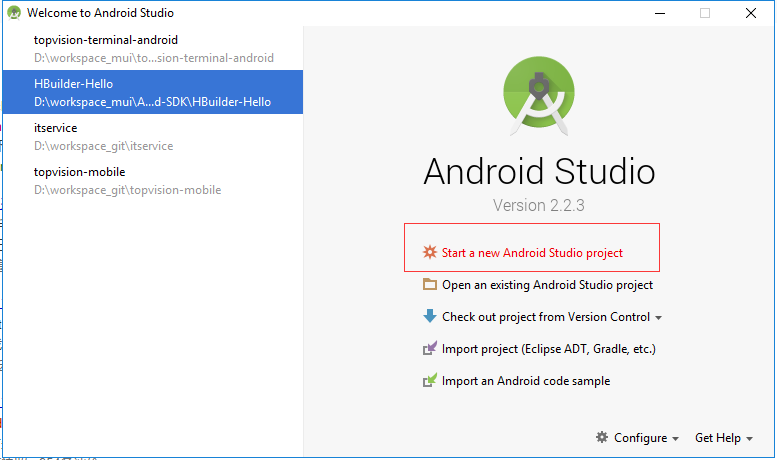 Welcome to Android Studio
topvision-terminal-android
D:\workspace_mui\to...sion-terminal-android
HBuilder-Hello
D:\workspace_mui\A...d-SDK\HBuilder-Hello
itservice
D:\workspace_git\itservice
topvision-mobile
D:\workspace_git\topvision-mobile
Android Studio
Version 2.2.3
Start a new Android Studio project
Open an existing Android Studio project
Check out project from Version Control
Import project (Eclipse ADT, Gradle, etc.)
Import an Android code sample
Configure
Get Help